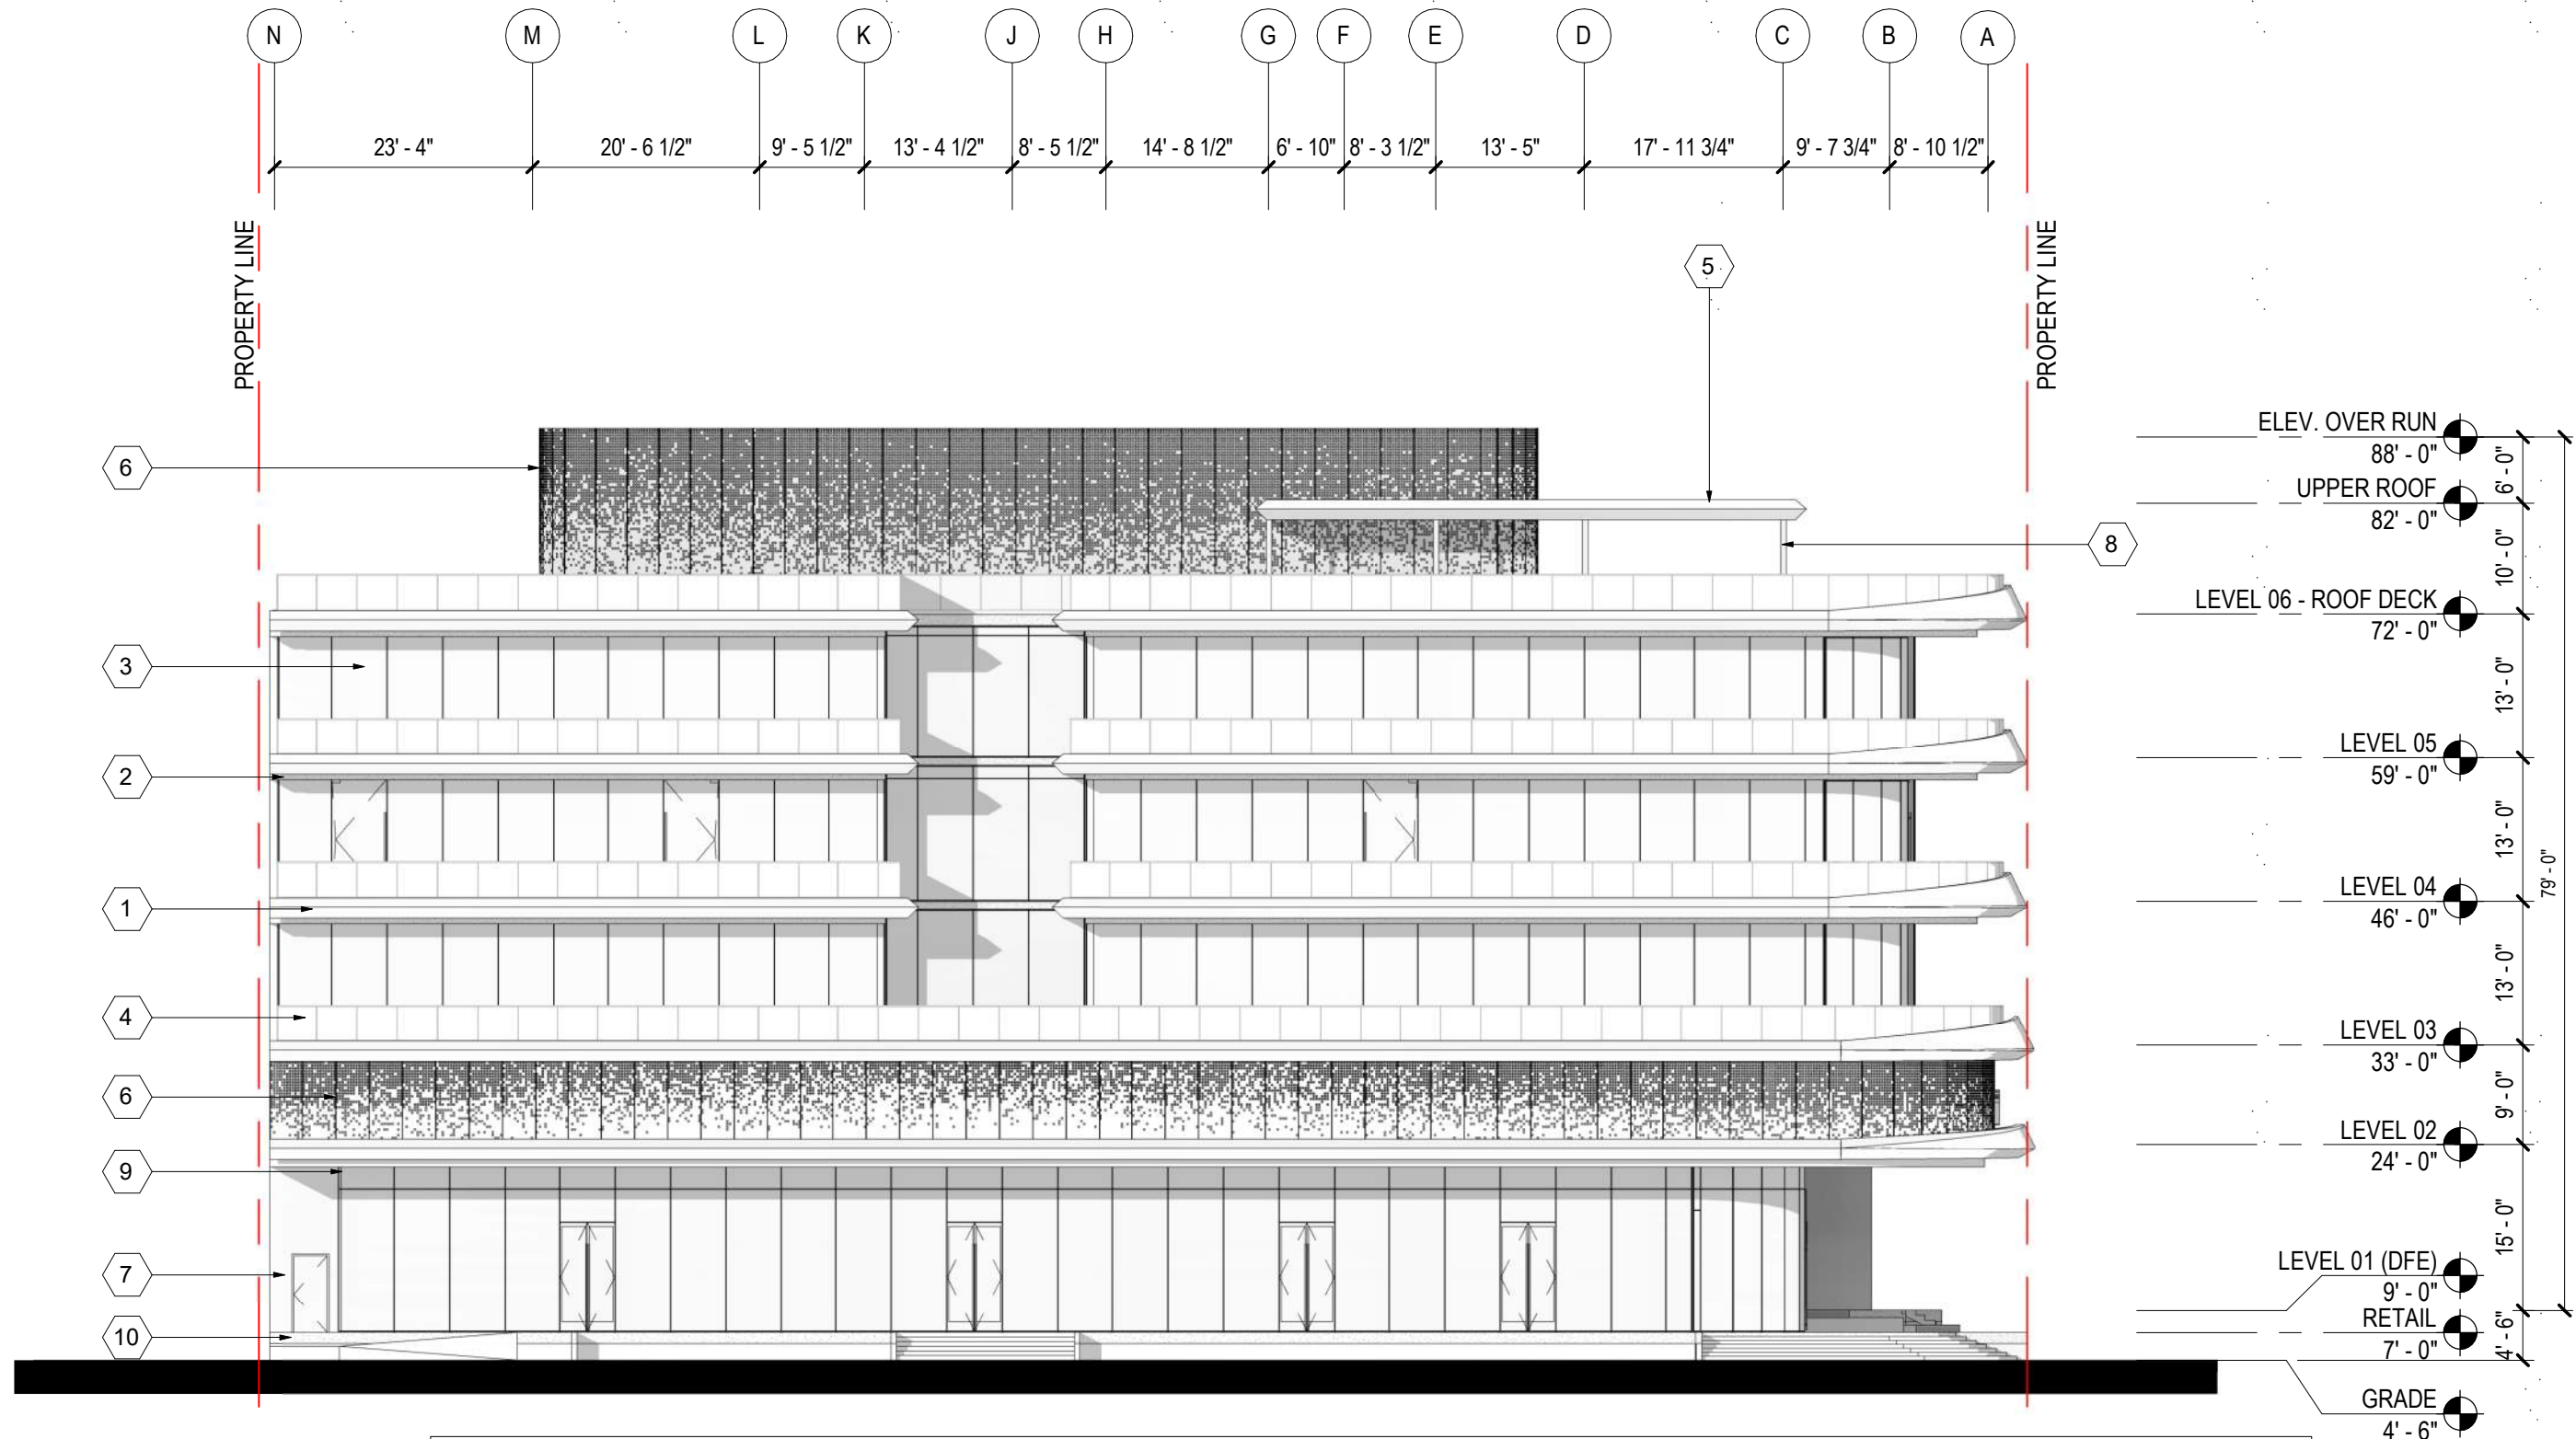 N M L K J H G F E D C B A
23' - 4" 20' - 6 1/2" 9' - 5 1/2" 13' - 4 1/2" 8' - 5 1/2" 14' - 8 1/2" 6' - 10" 8' - 3 1/2" 13' - 5" 17' - 11 3/4" 9' - 7 3/4" 8' - 10 1/2"
PROPERTY LINE
PROPERTY LINE
5
6
8
3
2
1
4
6
9
7
10
ELEV. OVER RUN
88' - 0"
6' - 0"
UPPER ROOF
82' - 0"
10' - 0"
LEVEL 06 - ROOF DECK
72' - 0"
13' - 0"
LEVEL 05
59' - 0"
13' - 0"
79' - 0"
LEVEL 04
46' - 0"
13' - 0"
LEVEL 03
33' - 0"
9' - 0"
LEVEL 02
24' - 0"
15' - 0"
LEVEL 01 (DFE)
9' - 0"
RETAIL
7' - 0"
4' - 6"
GRADE
4' - 6"